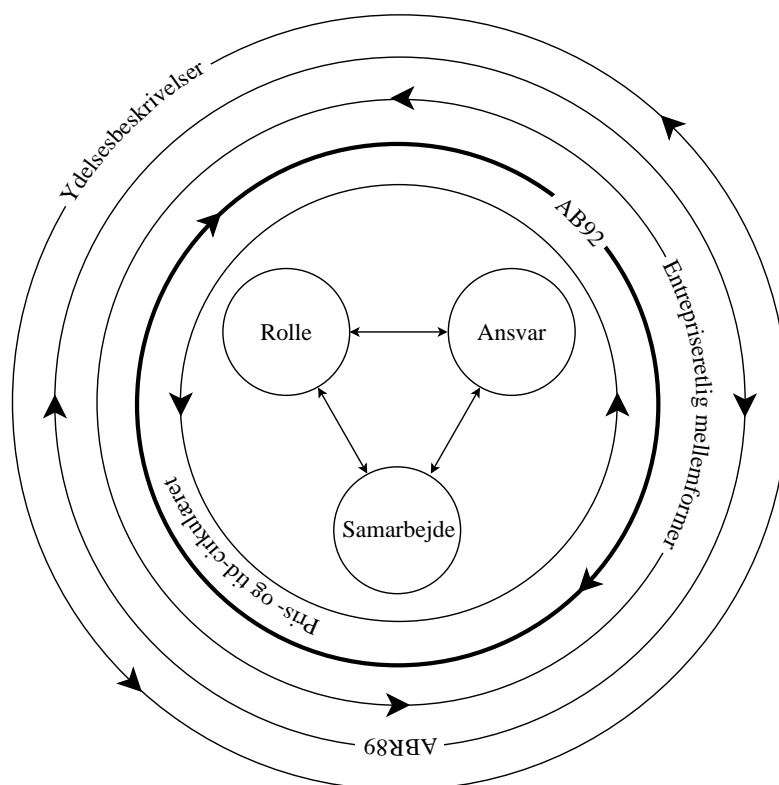 Ydelsesbeskrivelser
AB92
Entrepriseretlig mellemformer
Rolle
Ansvar
Samarbejde
Pris- og tid-cirkulæret
ABR89